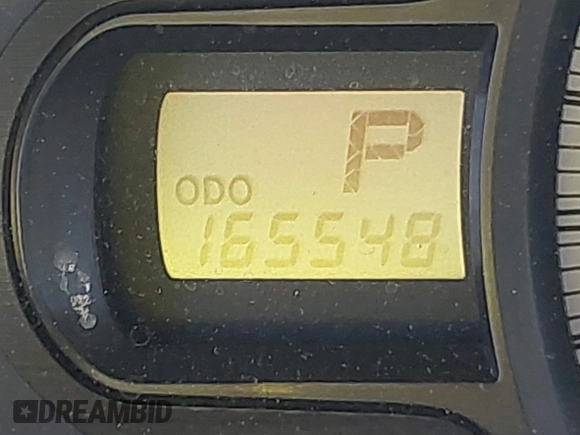 P
ODO
165548
DREAMBID